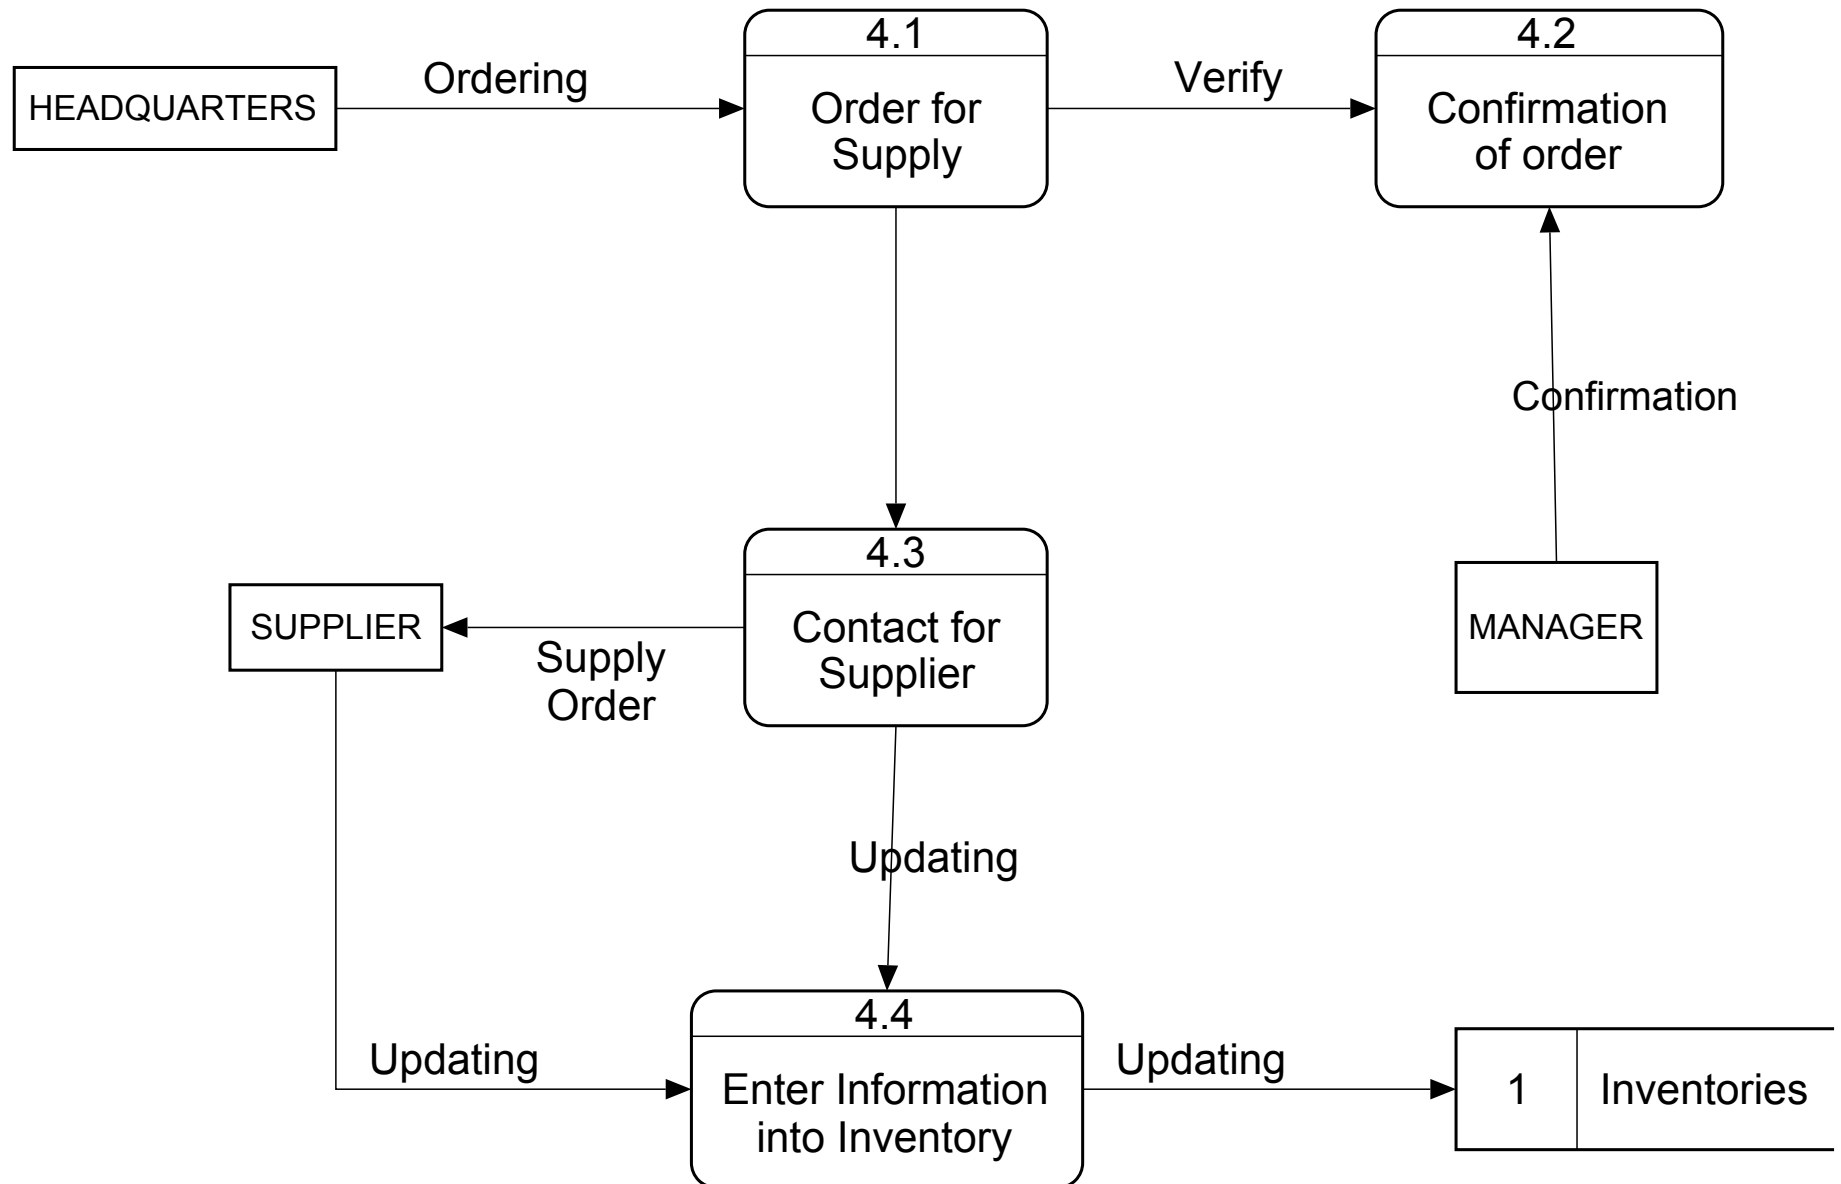 4.1
4.2
HEADQUARTERS
Ordering
Order for
Supply
Verify
Confirmation
of order
Confirmation
4.3
SUPPLIER
Supply
Order
Contact for
Supplier
MANAGER
Updating
4.4
Updating
Enter Information
into Inventory
Updating
1
Inventories